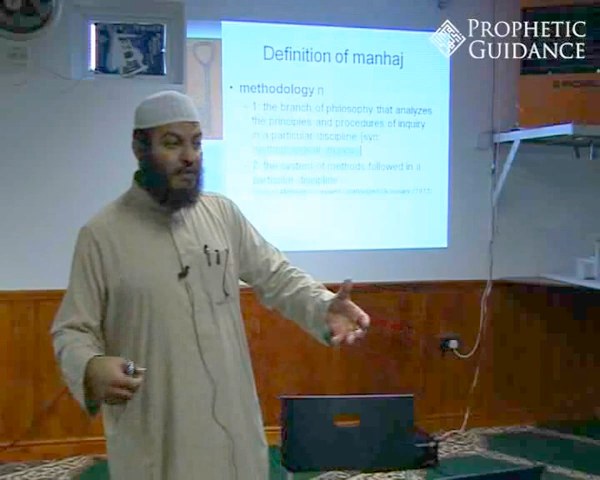 PROPHETIC
GUIDANCE
Definition of manhaj
• methodology n
– 1: the branch of philosophy that analyzes
the principles and procedures of inquiry
in a particular discipline [syn:
2: the system of methods followed in a
particular discipline